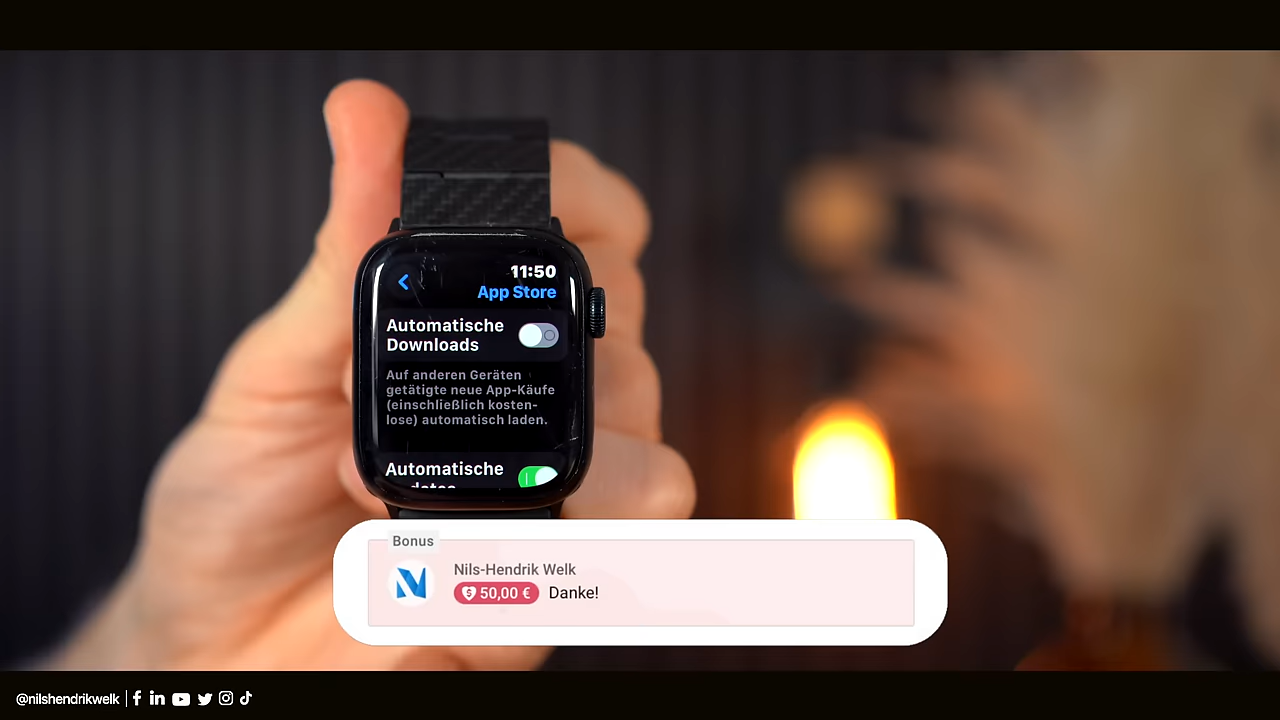 11:50
App Store
Automatische
Downloads
Auf anderen Geräten
getätigte neue App-Käufe
(einschließlich kosten-
lose) automatisch laden.
Automatische
Bonus
Nils-Hendrik Welk
50,00 € Danke!
@nilshendrikwelk